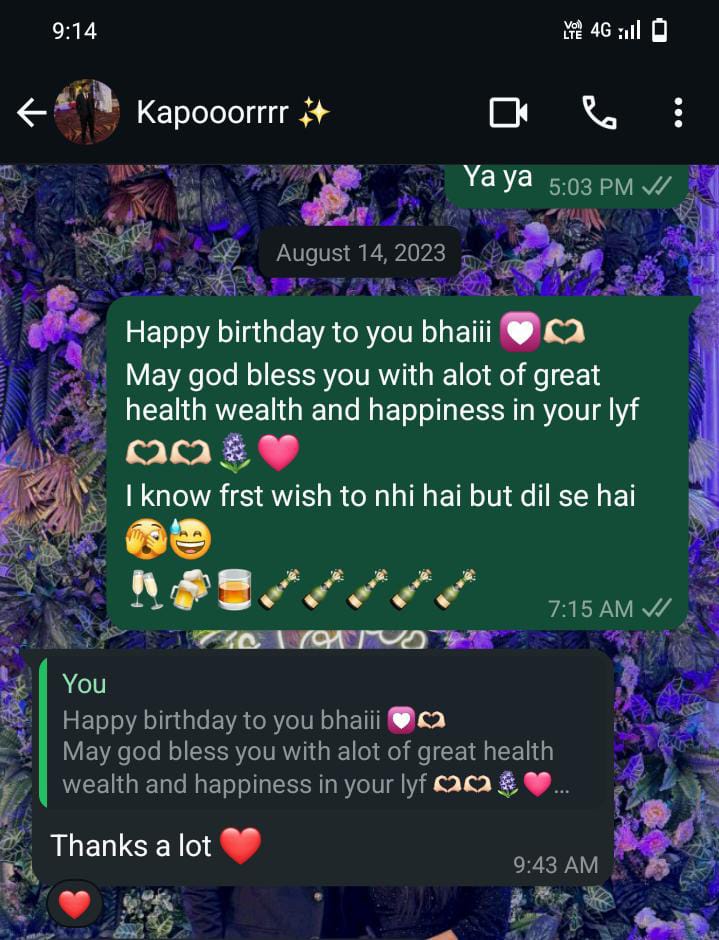 9:14
Vo) LTE 4G
Kapooorrrr ✨
Ya ya 5:03 PM
August 14, 2023
Happy birthday to you bhaiii 💟🫶🏻
May god bless you with alot of great
health wealth and happiness in your lyf
🫶🏻🫶🏻🪻🩷
I know frst wish to nhi hai but dil se hai
🫣😅
🥂🍻🥃🍾🍾🍾🍾🍾
7:15 AM
You
Happy birthday to you bhaiii 💟🫶🏻
May god bless you with alot of great health
wealth and happiness in your lyf 🫶🏻🫶🏻🪻🩷...
Thanks a lot ❤️
9:43 AM
❤️